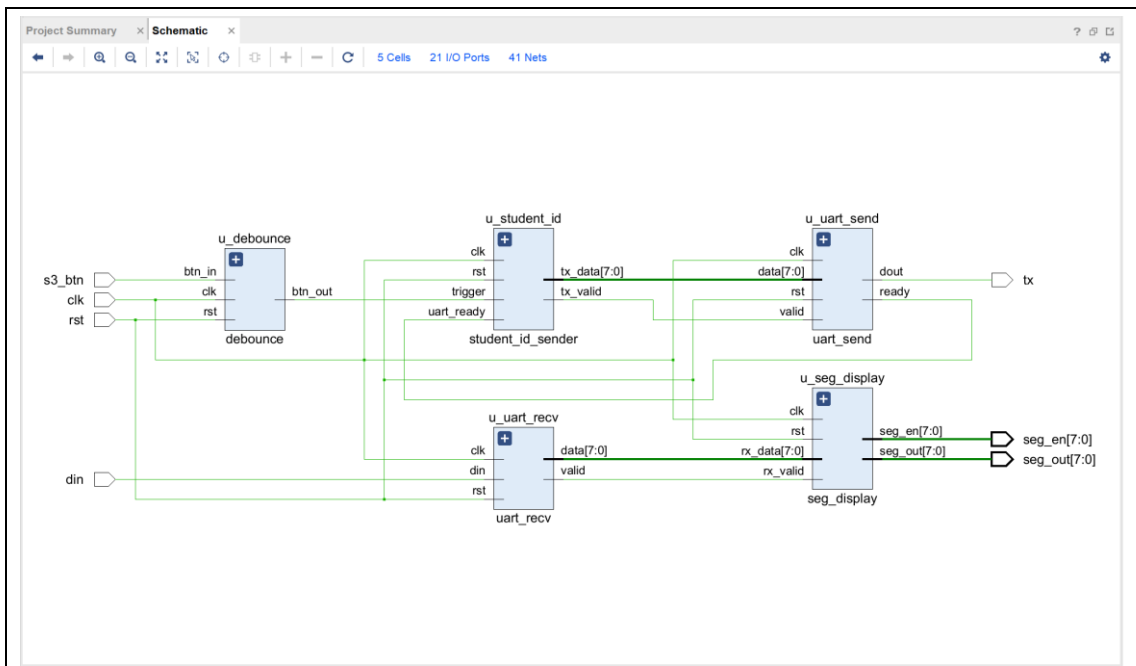 Project Summary × Schematic ×
?
5 Cells 21 I/O Ports 41 Nets
u_student_id
u_uart_send
u_debounce
clk
clk
rst
tx_data[7:0]
data[7:0]
dout
s3_btn
btn_in
tx
clk
clk
btn_out
trigger
tx_valid
rst
ready
rst
rst
uart_ready
valid
debounce
student_id_sender
uart_send
u_seg_display
u_uart_recv
clk
rst
seg_en[7:0]
seg_en[7:0]
clk
data[7:0]
rx_data[7:0]
seg_out[7:0]
seg_out[7:0]
din
din
valid
rx_valid
rst
seg_display
uart_recv